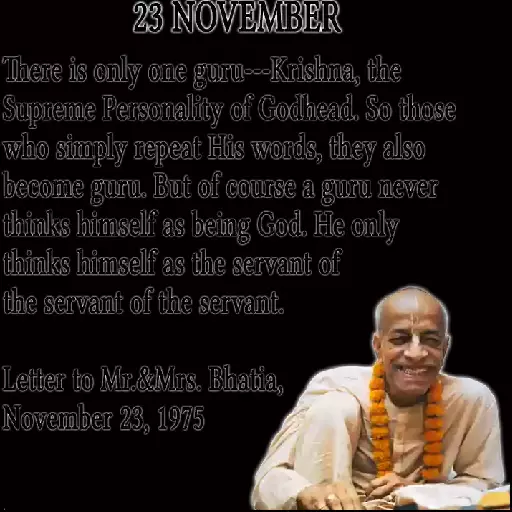 23 NOVEMBER
There is only one guru---Krishna, the
Supreme Personality of Godhead. So those
who simply repeat His words, they also
become guru. But of course a guru never
thinks himself as being God. He only
thinks himself as the servant of
the servant of the servant.
Letter to Mr.&Mrs. Bhatia,
November 23, 1975